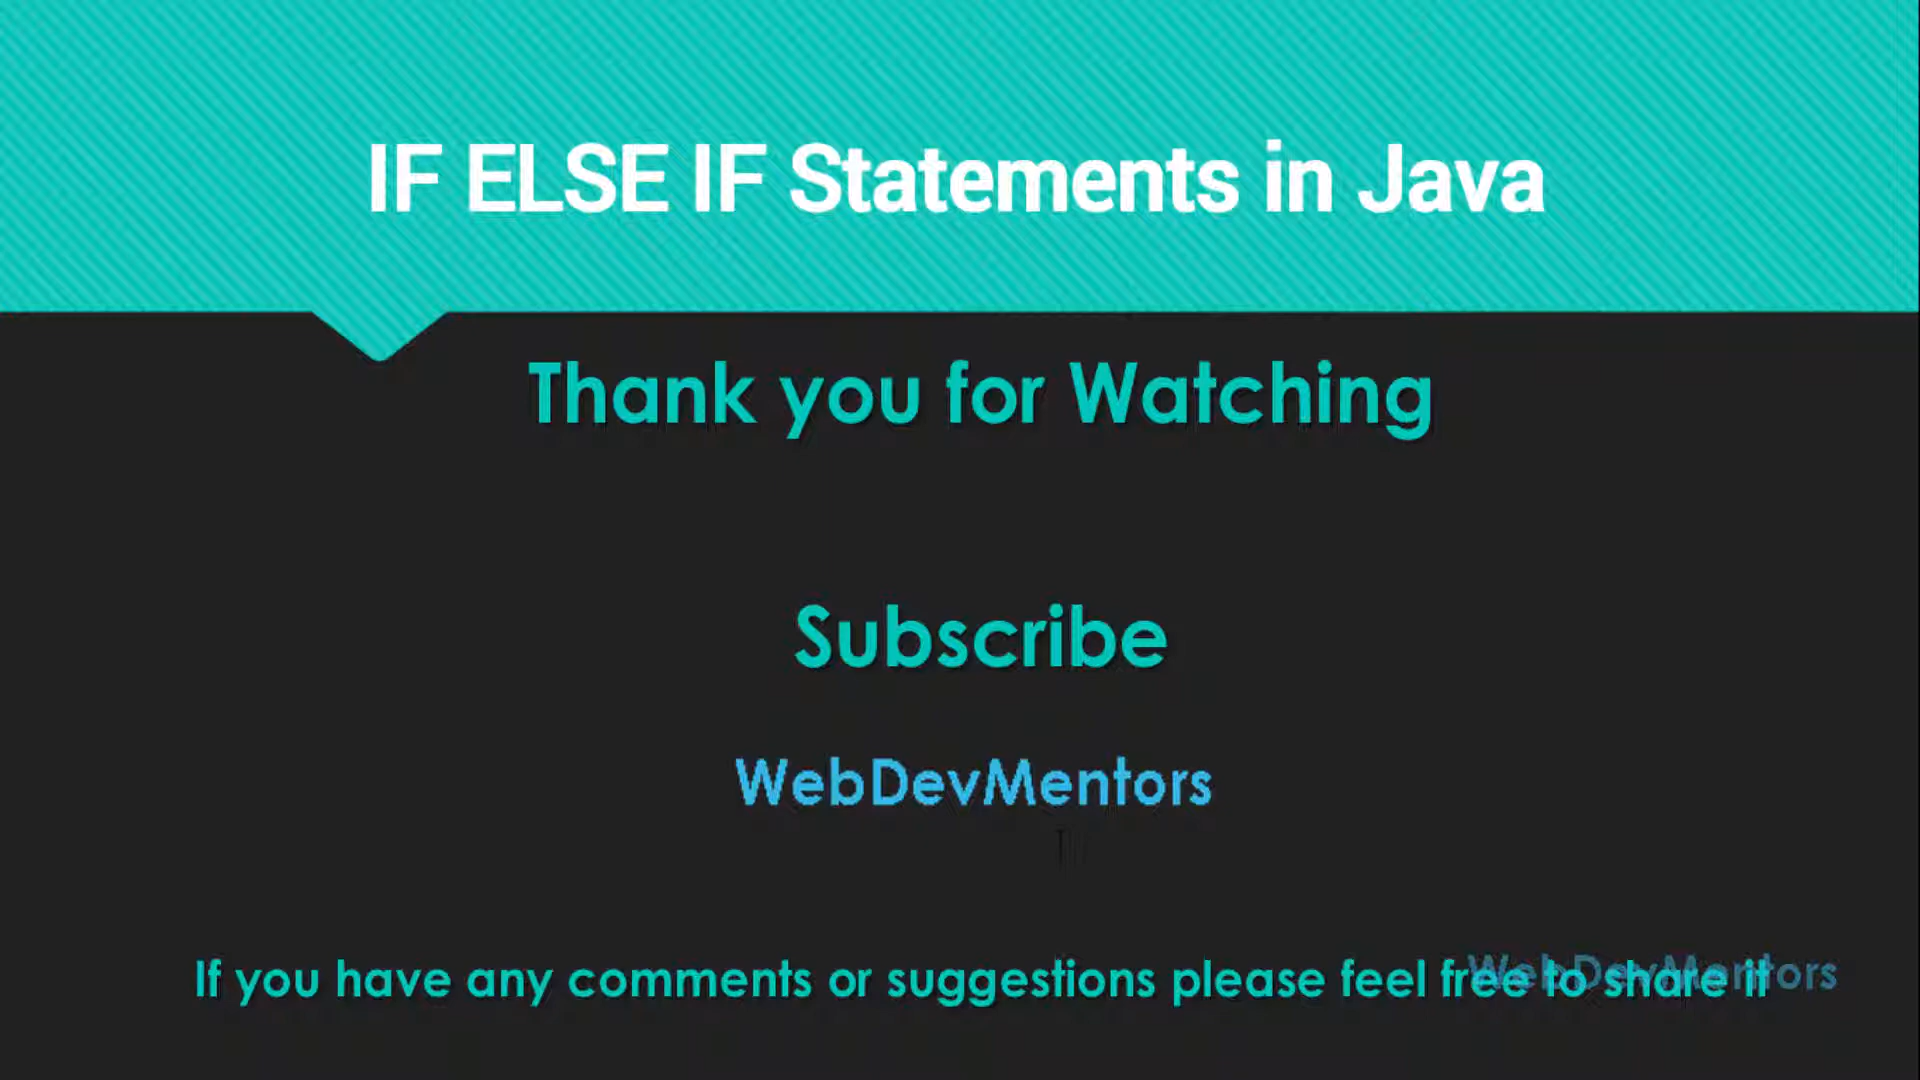 IF ELSE IF Statements in Java
Thank you for Watching
Subscribe
WebDevMentors
If you have any comments or suggestions please feel free to share it
WebDevMentors